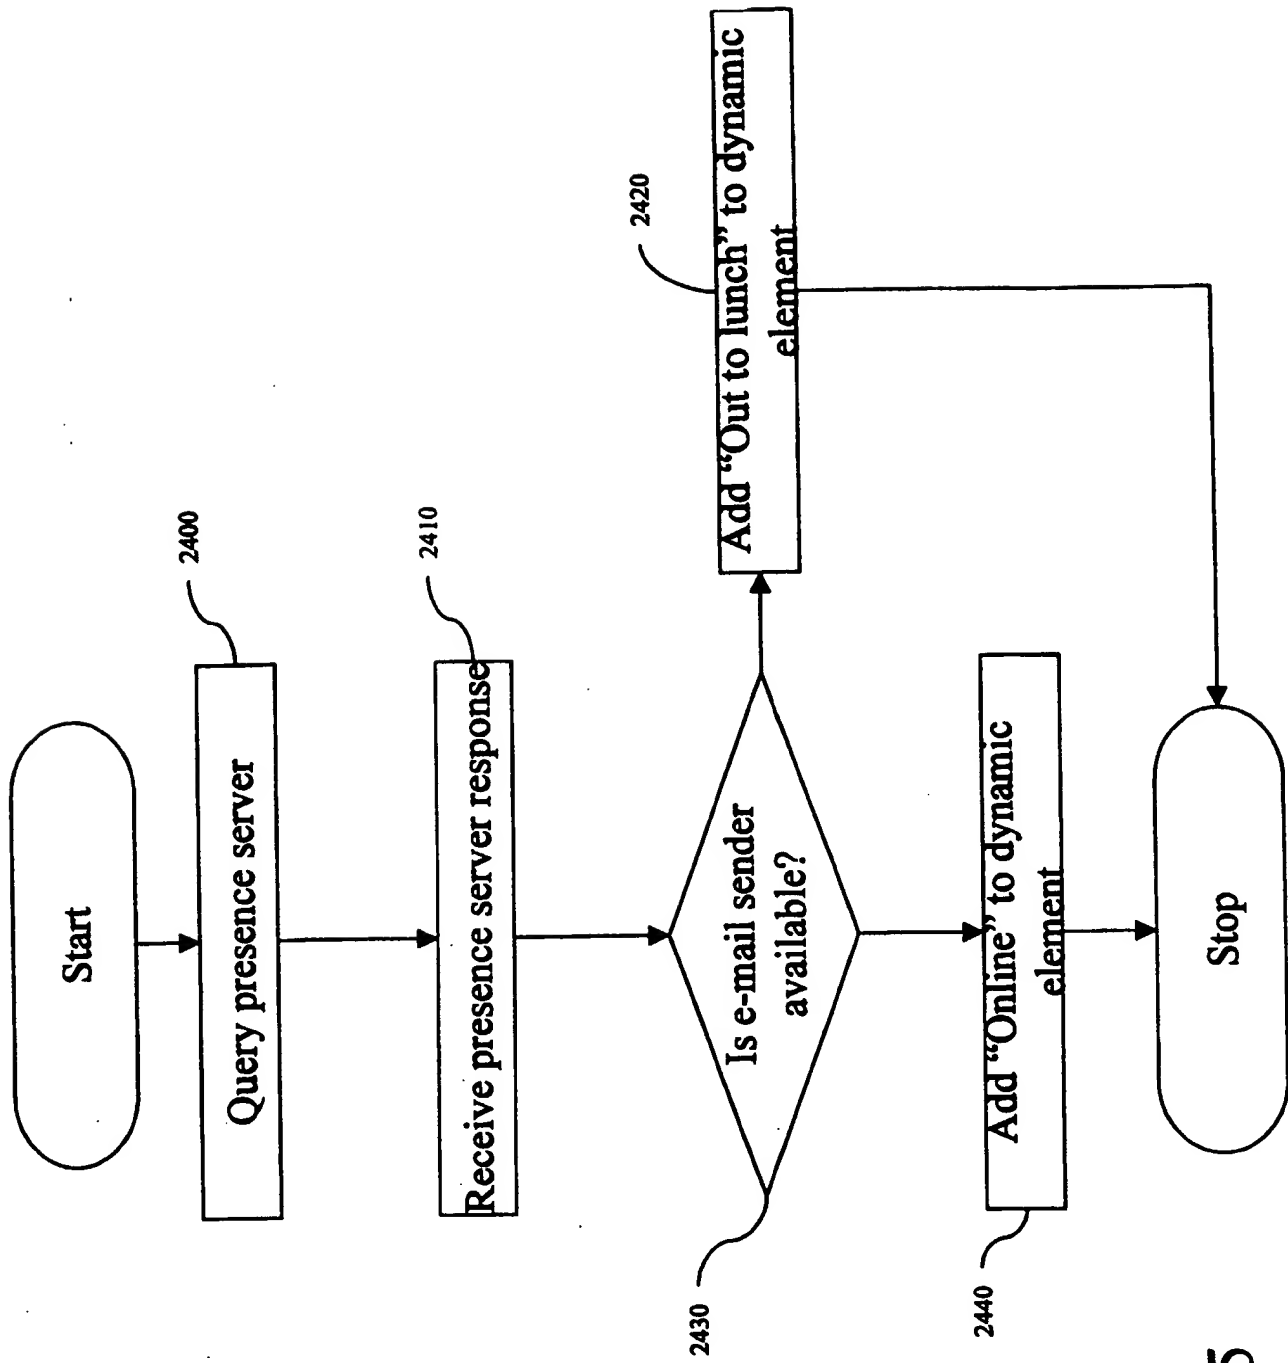 Start
2400
Query presence server
2410
Receive presence server response
2430
Is e-mail sender
available?
2420
Add “Out to lunch” to dynamic
element
2440
Add “Online” to dynamic
element
Stop
5